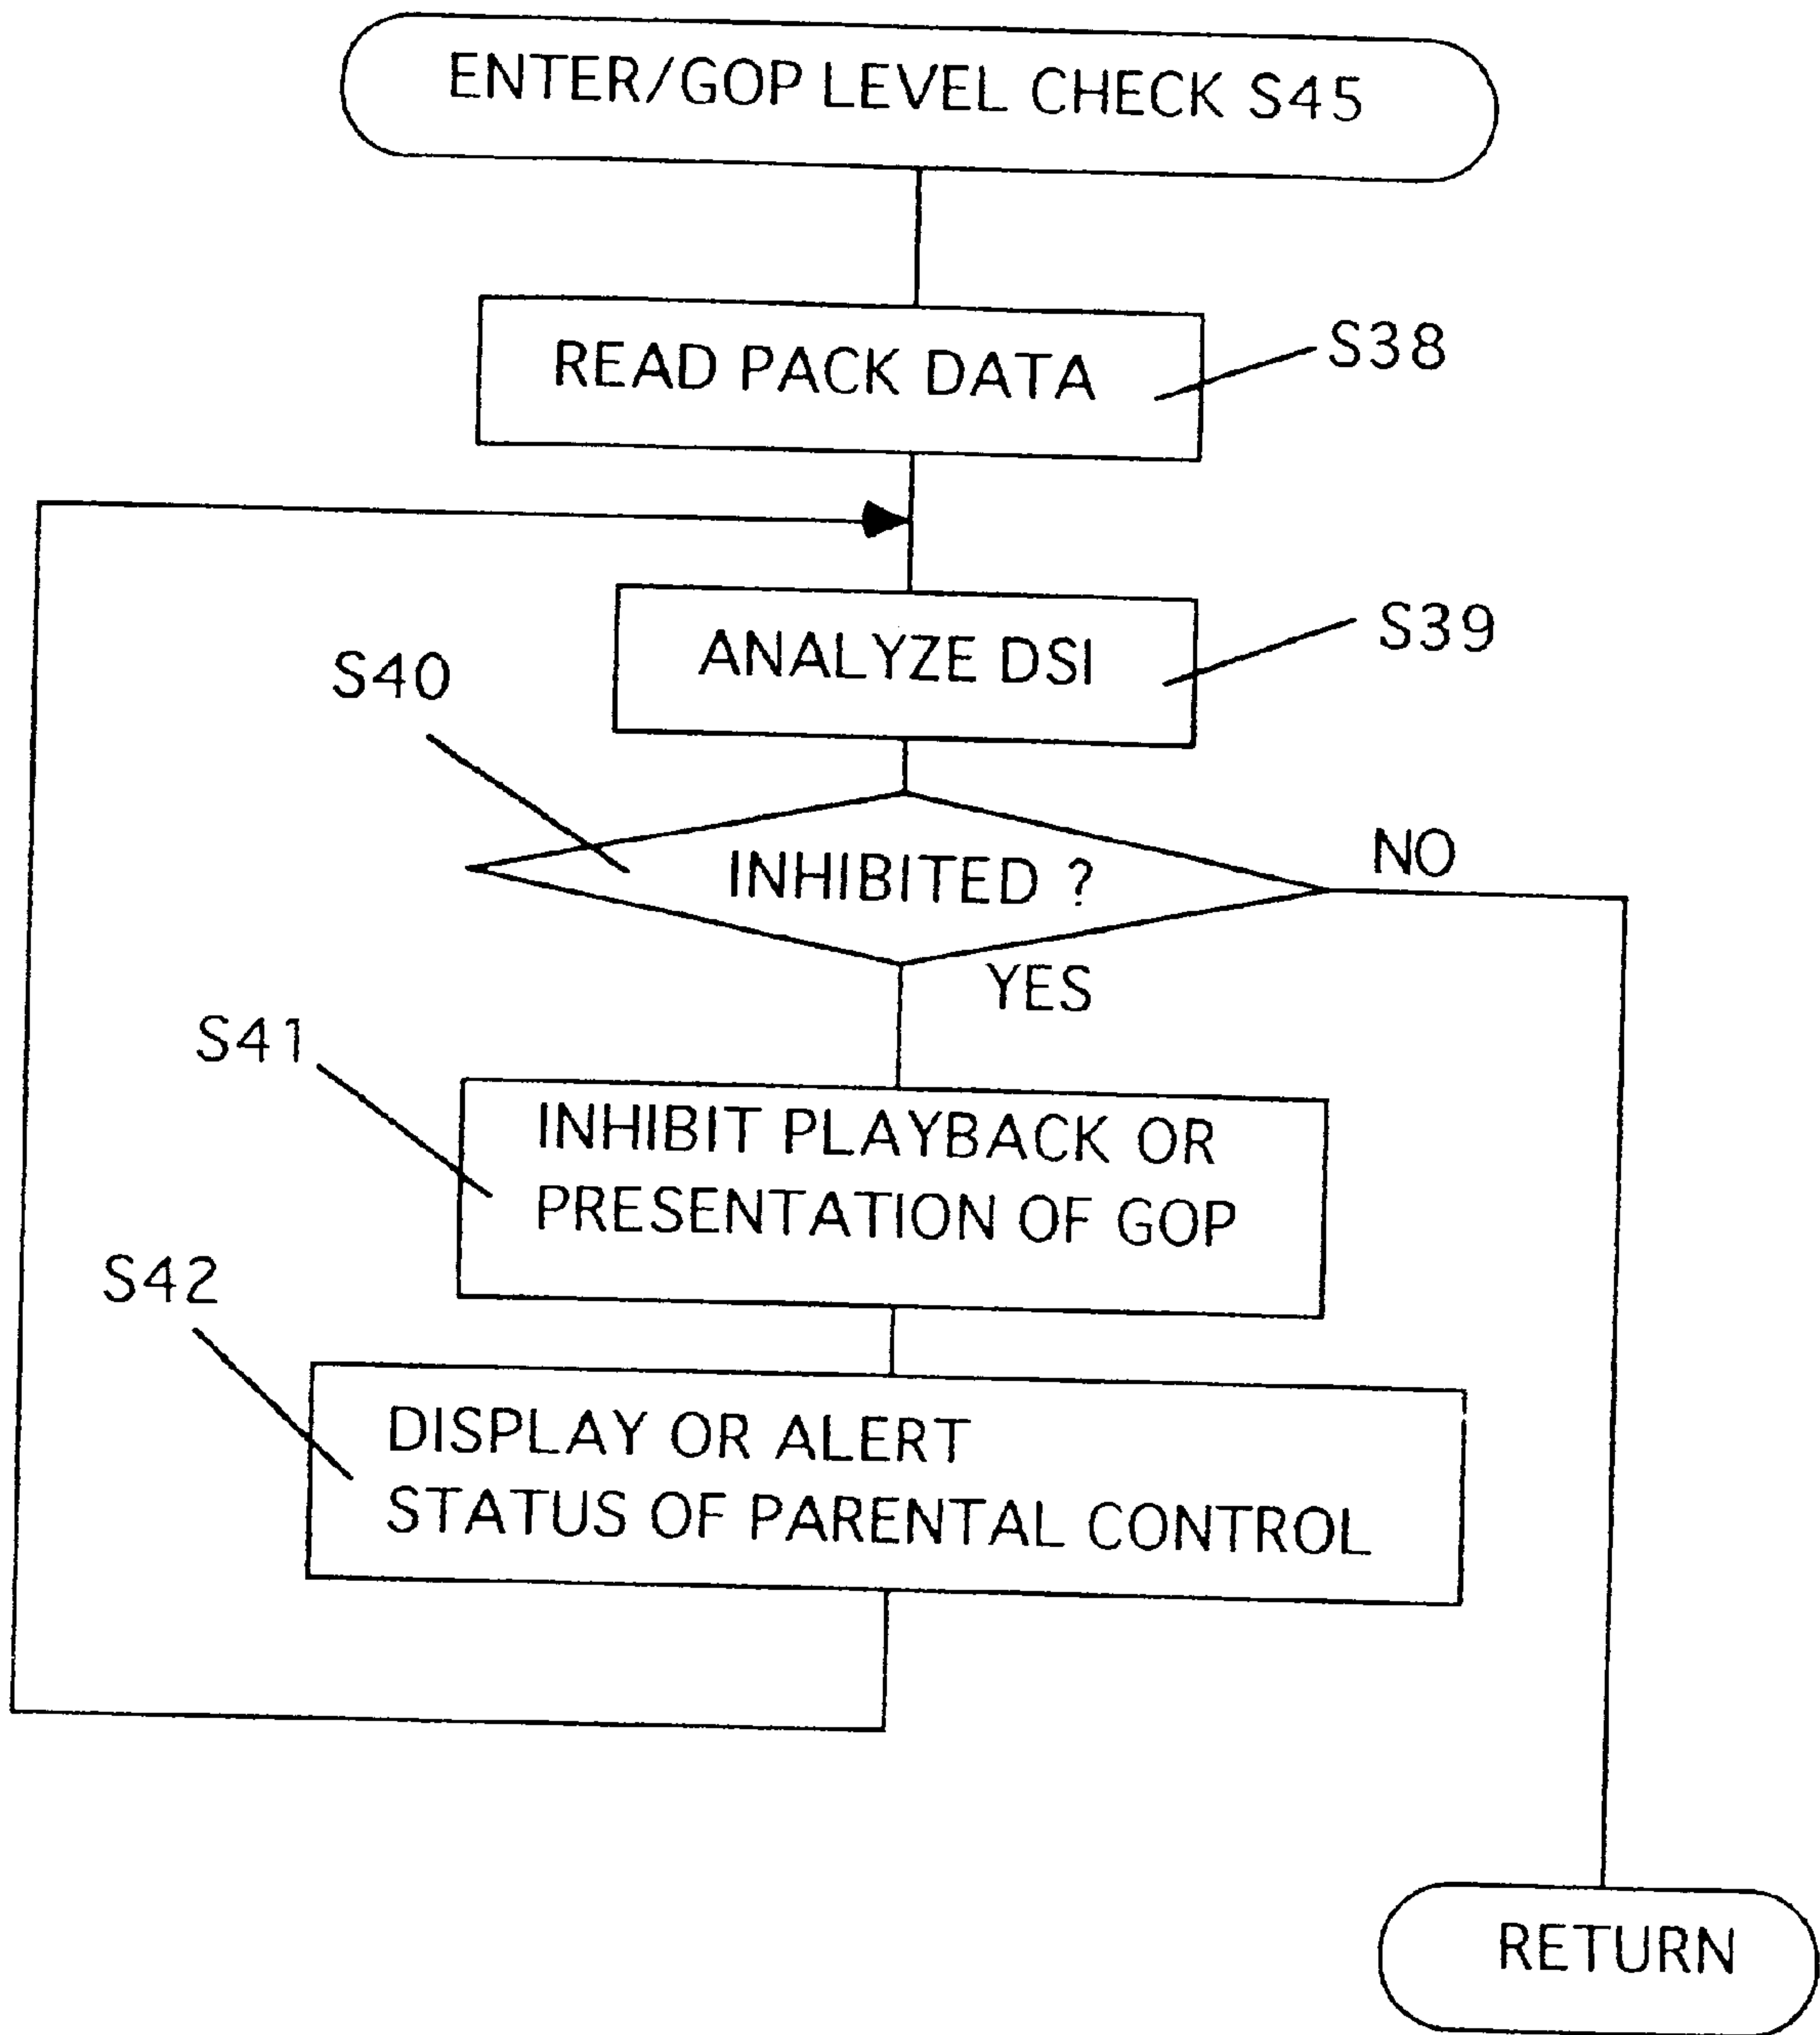 ENTER/GOP LEVEL CHECK S45
READ PACK DATA
S38
ANALYZE DSI
S39
S40
INHIBITED ?
NO
YES
S41
INHIBIT PLAYBACK OR
PRESENTATION OF GOP
S42
DISPLAY OR ALERT
STATUS OF PARENTAL CONTROL
RETURN